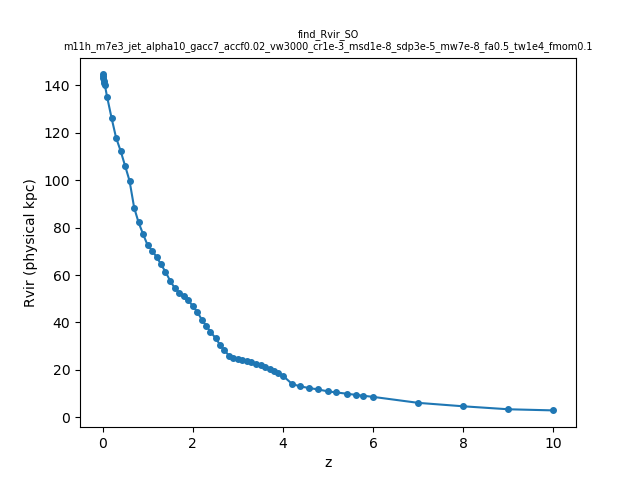 find_Rvir_SO
m11h_m7e3_jet_alpha10_gacc7_accf0.02_vw3000_cr1e-3_msd1e-8_sdp3e-5_mw7e-8_fa0.5_tw1e4_fmom0.1
Rvir (physical kpc)
140
120
100
80
60
40
20
0
0 2 4 6 8 10
z